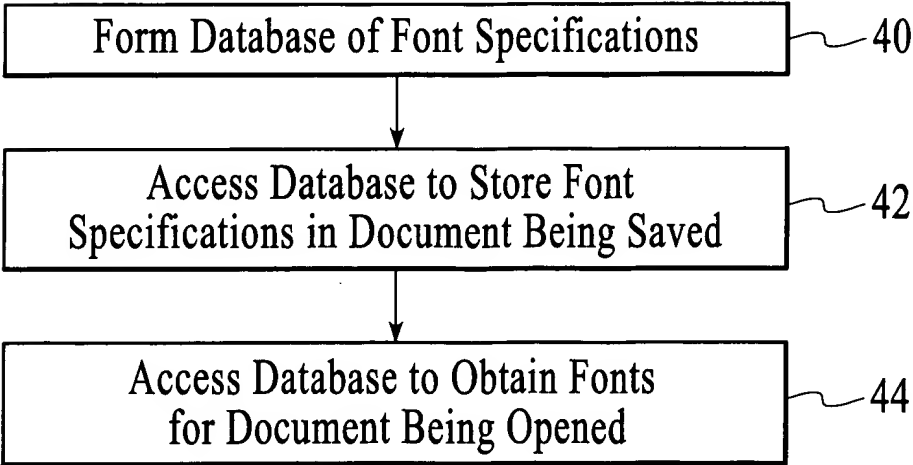 Form Database of Font Specifications
40
Access Database to Store Font
Specifications in Document Being Saved
42
Access Database to Obtain Fonts
for Document Being Opened
44